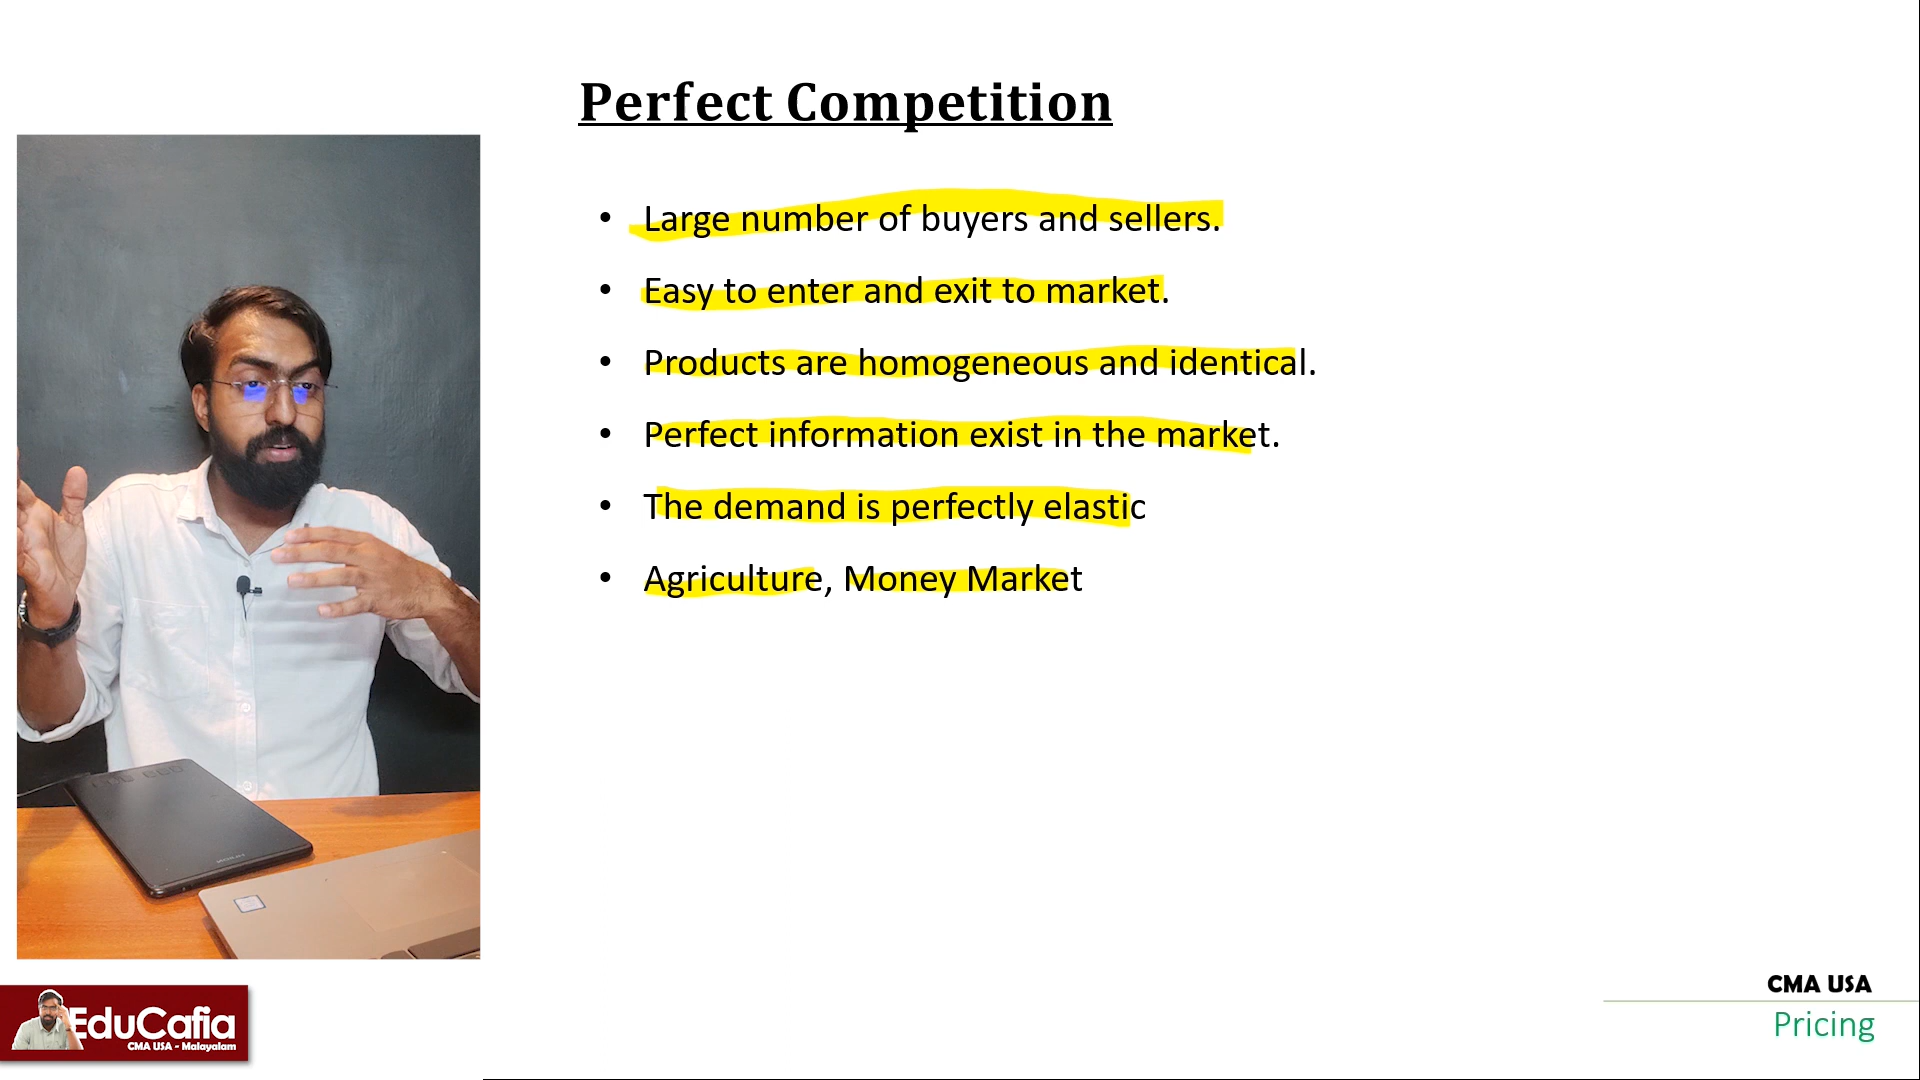 Perfect Competition
• Large number of buyers and sellers.
• Easy to enter and exit to market.
• Products are homogeneous and identical.
• Perfect information exist in the market.
• The demand is perfectly elastic
• Agriculture, Money Market
EduCafia
CMA USA - Malayalam
CMA USA
Pricing